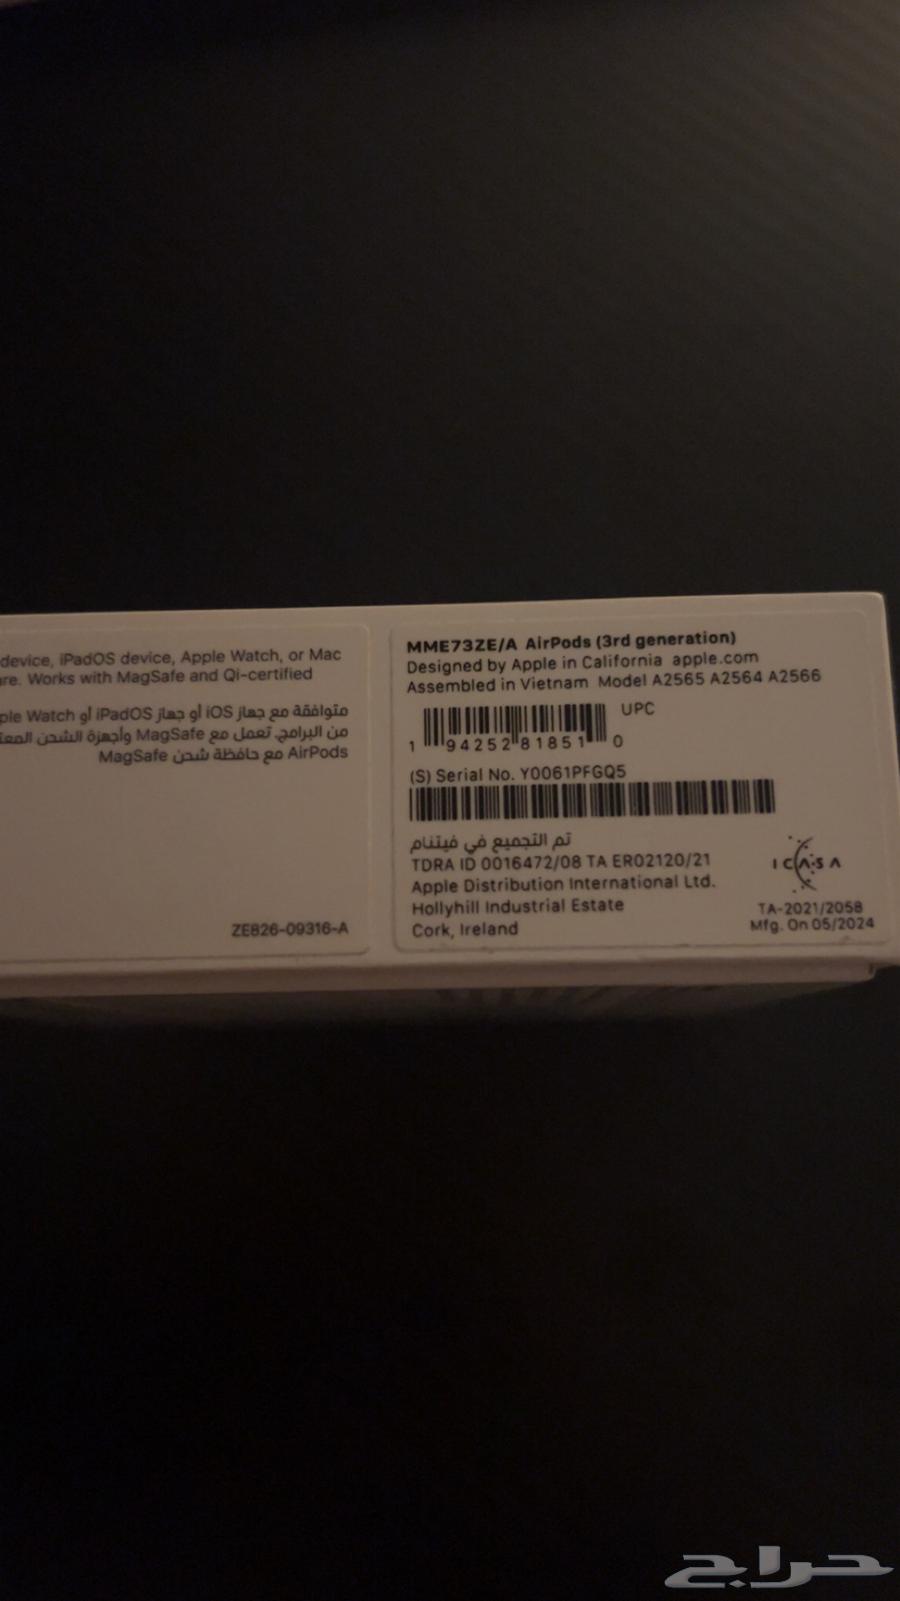 device, iPadOS device, Apple Watch, or Mac
Works with MagSafe and Qi-certified
متوافقة مع جهاز iOS أو جهاز iPadOS أو Watch
من البرامج. تعمل مع MagSafe وأجهزة الشحن
AirPods مع حافظة شحن MagSafe
ZE826-09316-A
MME73ZE/A AirPods (3rd generation)
Designed by Apple in California apple.com
Assembled in Vietnam Model A2565 A2564 A2566
UPC
1 94252 81851 0
(S) Serial No. Y0061PFGQ5
تم التجميع في فيتنام
TDRA ID 0016472/08 TA ER02120/21
Apple Distribution International Ltd.
Hollyhill Industrial Estate
Cork, Ireland
ICASA
TA-2021/2058
Mfg. On 05/2024
حراج